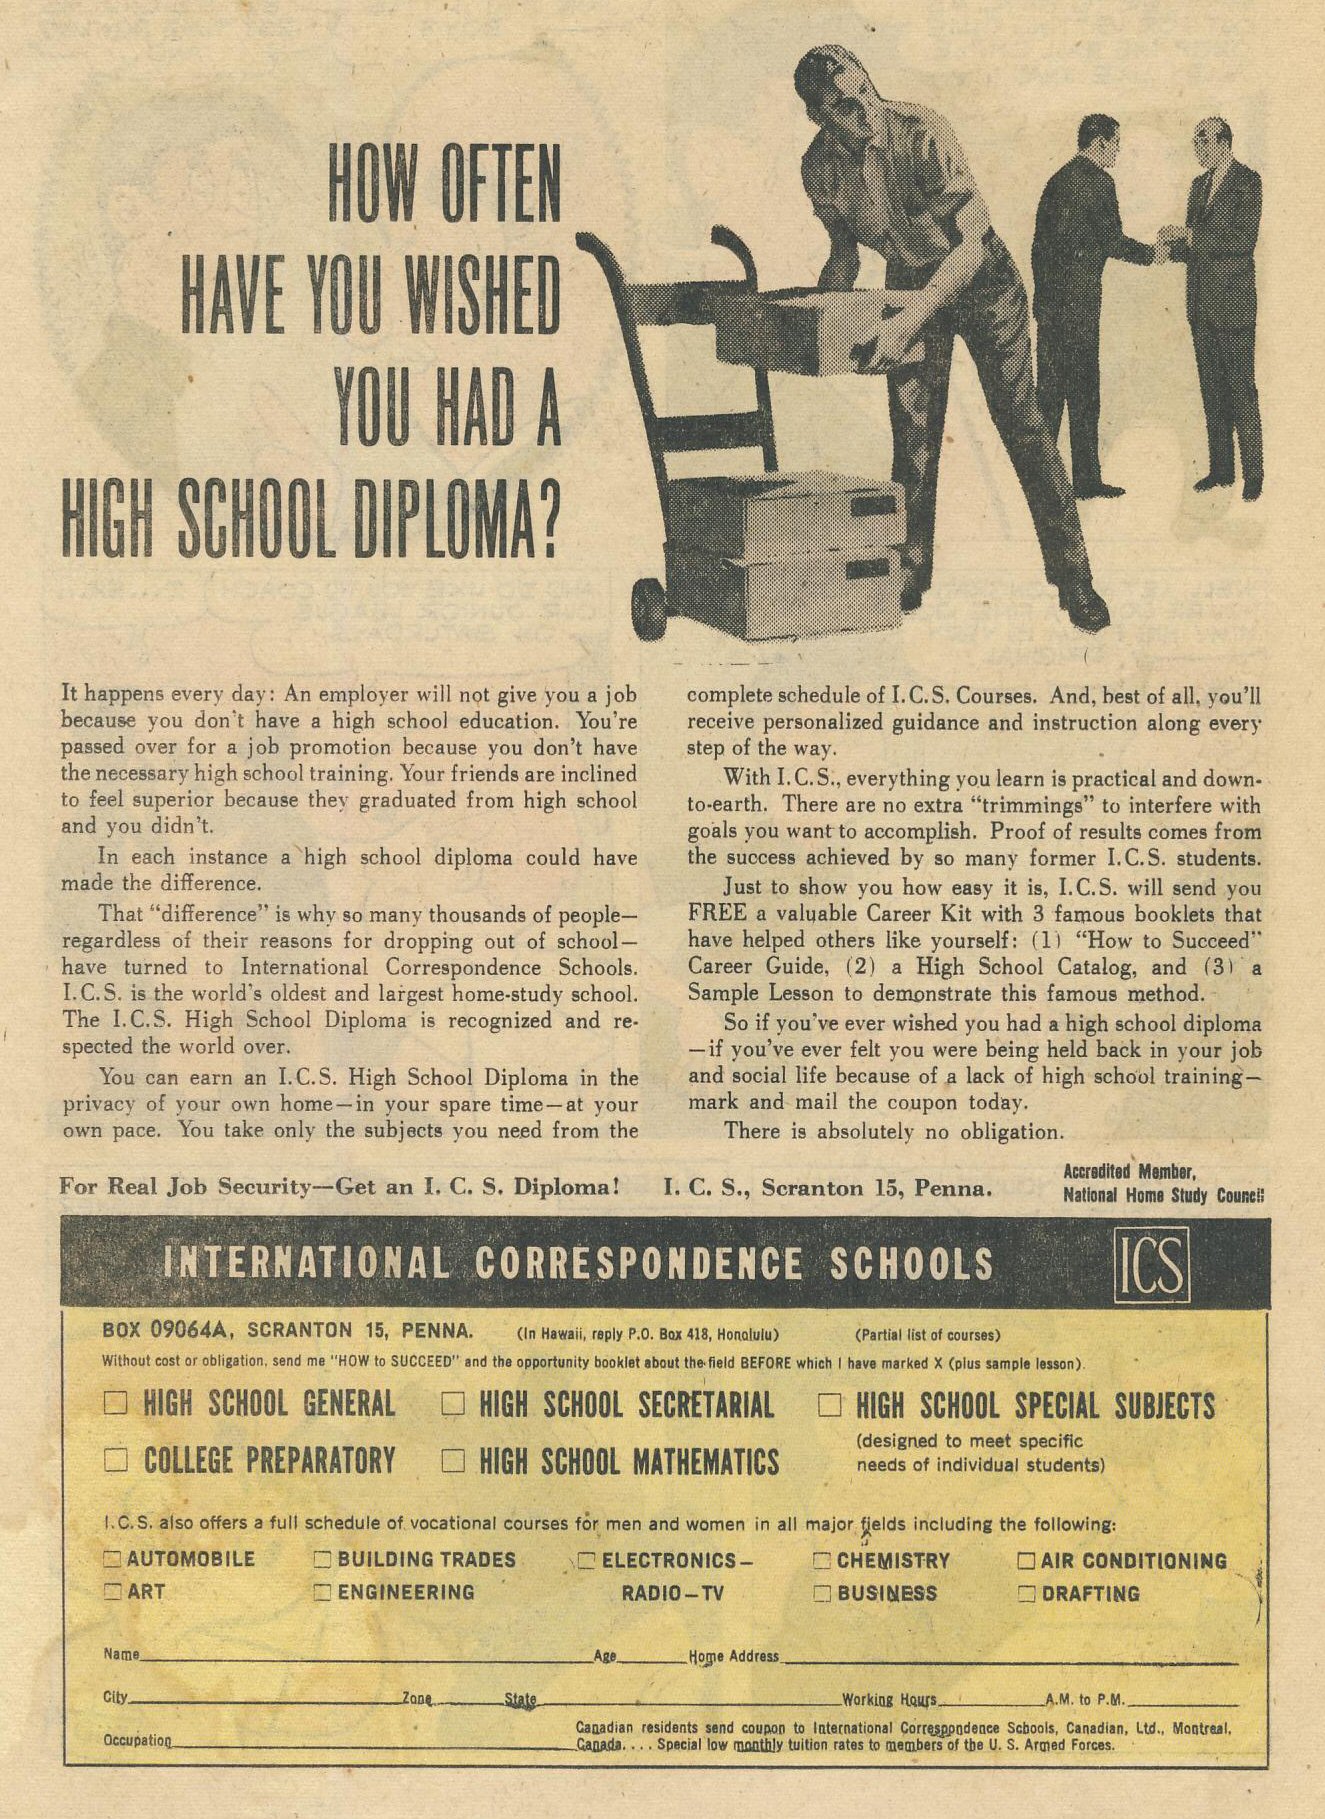 HOW OFTEN
HAVE YOU WISHED
YOU HAD A
HIGH SCHOOL DIPLOMA?
It happens every day: An employer will not give you a job
because you don't have a high school education. You're
passed over for a job promotion because you don't have
the necessary high school training. Your friends are inclined
to feel superior because they graduated from high school
and you didn't.
In each instance a high school diploma could have
made the difference.
That “difference” is why so many thousands of people—
regardless of their reasons for dropping out of school—
have turned to International Correspondence Schools.
I.C.S. is the world's oldest and largest home-study school.
The I.C.S. High School Diploma is recognized and re-
spected the world over.
You can earn an I.C.S. High School Diploma in the
privacy of your own home—in your spare time—at your
own pace. You take only the subjects you need from the
complete schedule of I.C.S. Courses. And, best of all, you'll
receive personalized guidance and instruction along every
step of the way.
With I.C.S., everything you learn is practical and down-
to-earth. There are no extra “trimmings” to interfere with
goals you want to accomplish. Proof of results comes from
the success achieved by so many former I.C.S. students.
Just to show you how easy it is, I.C.S. will send you
FREE a valuable Career Kit with 3 famous booklets that
have helped others like yourself: (1) “How to Succeed”
Career Guide, (2) a High School Catalog, and (3) a
Sample Lesson to demonstrate this famous method.
So if you've ever wished you had a high school diploma
—if you've ever felt you were being held back in your job
and social life because of a lack of high school training—
mark and mail the coupon today.
There is absolutely no obligation.
For Real Job Security—Get an I. C. S. Diploma! I. C. S., Scranton 15, Penna.
Accredited Member,
National Home Study Council
INTERNATIONAL CORRESPONDENCE SCHOOLS ICS
BOX 09064A, SCRANTON 15, PENNA. (In Hawaii, reply P.O. Box 418, Honolulu) (Partial list of courses)
Without cost or obligation, send me "HOW to SUCCEED" and the opportunity booklet about the field BEFORE which I have marked X (plus sample lesson).
HIGH SCHOOL GENERAL HIGH SCHOOL SECRETARIAL HIGH SCHOOL SPECIAL SUBJECTS
COLLEGE PREPARATORY HIGH SCHOOL MATHEMATICS
(designed to meet specific
needs of individual students)
I.C.S. also offers a full schedule of vocational courses for men and women in all major fields including the following:
AUTOMOBILE BUILDING TRADES ELECTRONICS— CHEMISTRY AIR CONDITIONING
ART ENGINEERING RADIO—TV BUSINESS DRAFTING
Name Age Home Address
City Zone State Working Hours A.M. to P.M.
Occupation
Canadian residents send coupon to International Correspondence Schools, Canadian, Ltd., Montreal,
Canada. . . . Special low monthly tuition rates to members of the U. S. Armed Forces.